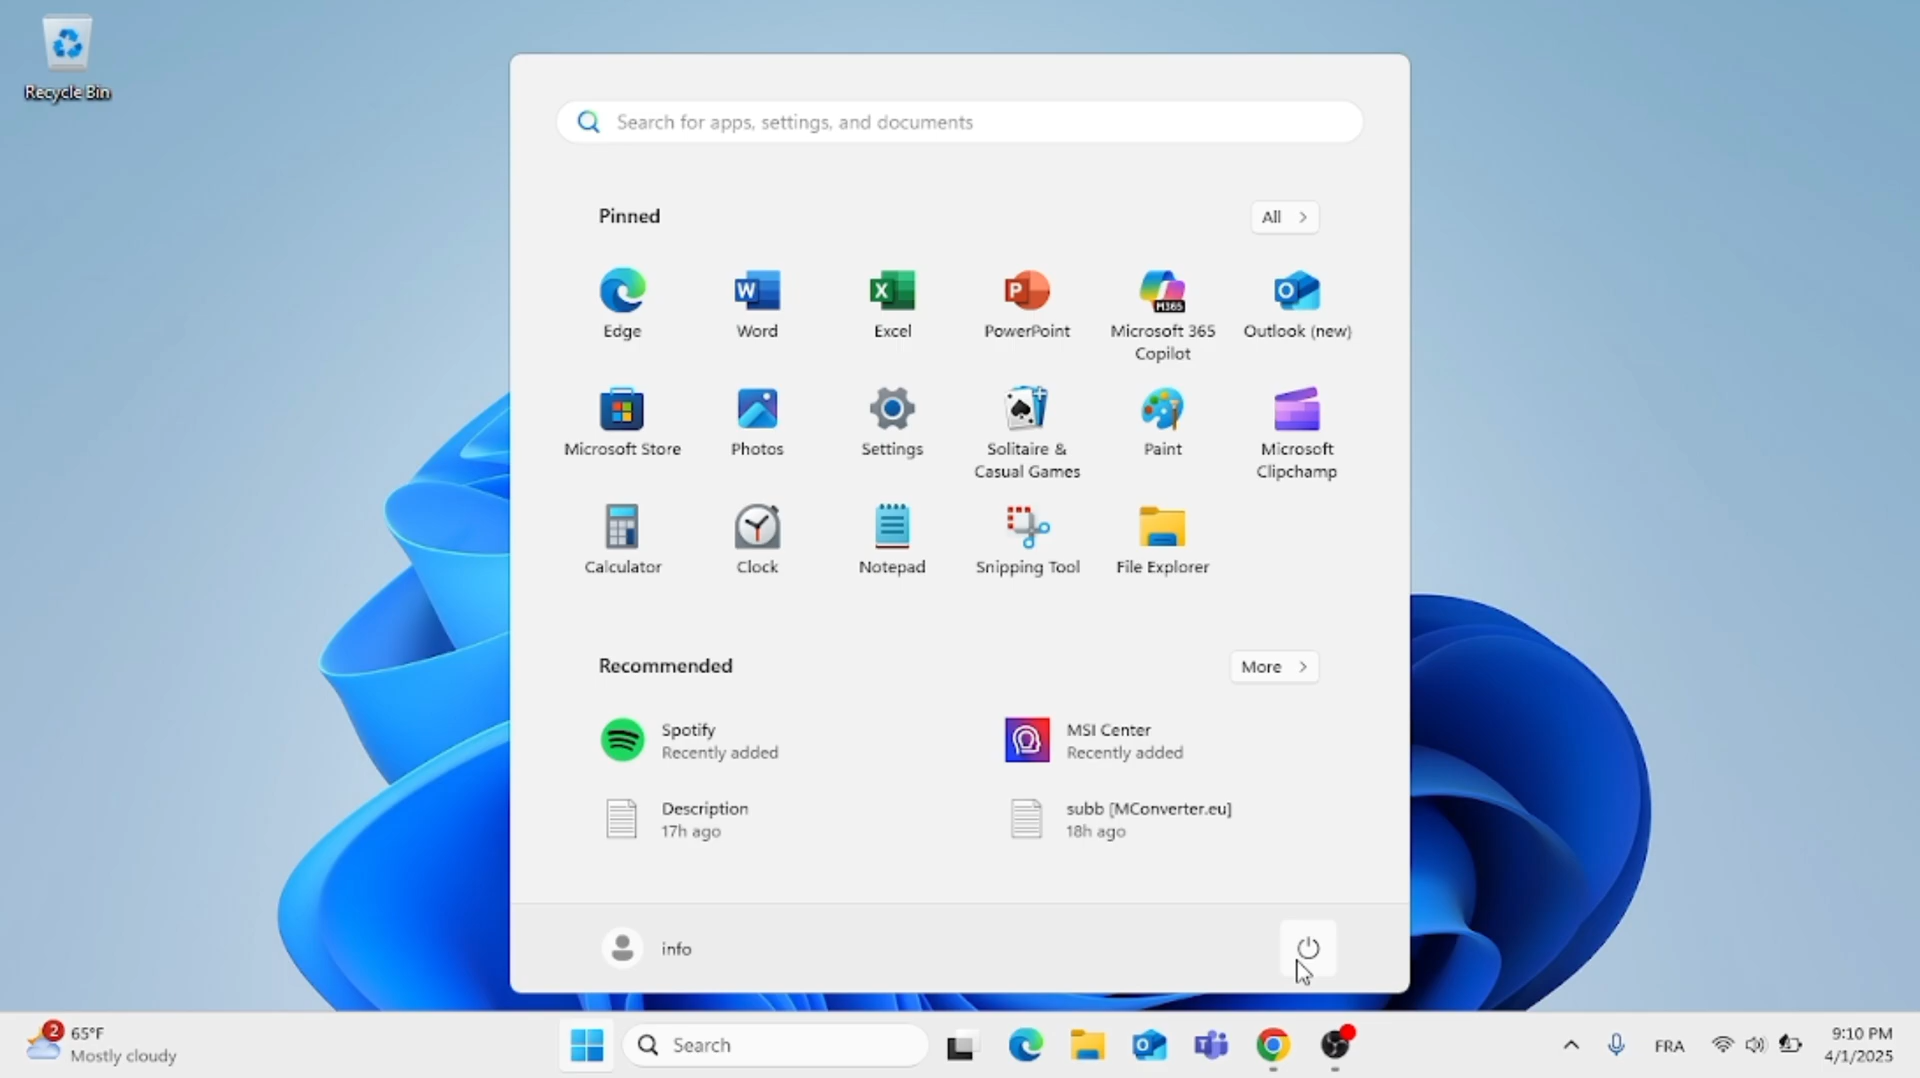 Recycle Bin
Search for apps, settings, and documents
Pinned
All
Edge
Word
Excel
PowerPoint
Microsoft 365
Copilot
M365
Outlook (new)
Microsoft Store
Photos
Settings
Solitaire &
Casual Games
Paint
Microsoft
Clipchamp
Calculator
Clock
Notepad
Snipping Tool
File Explorer
Recommended
More
Spotify
Recently added
MSI Center
Recently added
Description
17h ago
subb [MConverter.eu]
18h ago
info
2
65°F
Mostly cloudy
Search
FRA
9:10 PM
4/1/2025